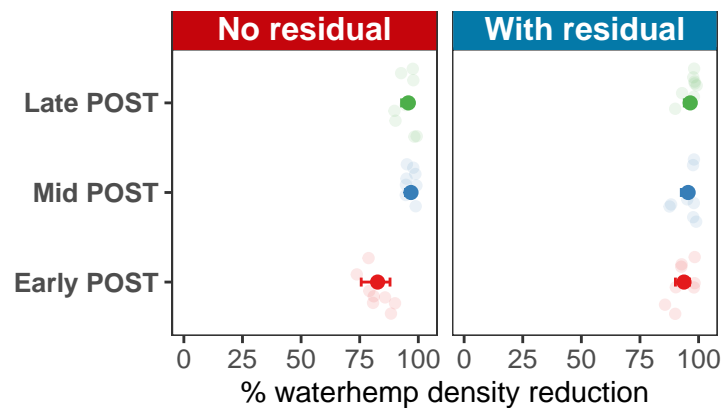 No residual
With residual
Late POST
Mid POST
Early POST
0 25 50 75 100
0 25 50 75 100
% waterhemp density reduction